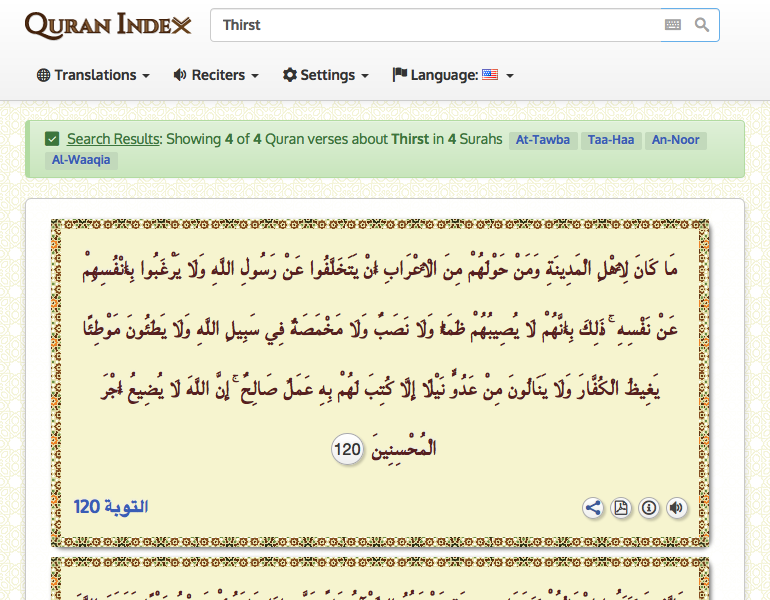 QURAN INDEX
Thirst
Translations
Reciters
Settings
Language:
Search Results: Showing 4 of 4 Quran verses about Thirst in 4 Surahs At-Tawba Taa-Haa An-Noor
Al-Waaqia
مَا كَانَ لِأَهْلِ الْمَدِينَةِ وَمَنْ حَوْلَهُمْ مِنَ الْأَعْرَابِ أَنْ يَتَخَلَّفُوا عَنْ رَسُولِ اللَّهِ وَلَا يَرْغَبُوا بِأَنْفُسِهِمْ
عَنْ نَفْسِهِ ۚ ذَٰلِكَ بِأَنَّهُمْ لَا يُصِيبُهُمْ ظَمَأٌ وَلَا نَصَبٌ وَلَا مَخْمَصَةٌ فِي سَبِيلِ اللَّهِ وَلَا يَطَئُونَ مَوْطِئًا
يَغِيظُ الْكُفَّارَ وَلَا يَنَالُونَ مِنْ عَدُوٍّ نَيْلًا إِلَّا كُتِبَ لَهُمْ بِهِ عَمَلٌ صَالِحٌ ۚ إِنَّ اللَّهَ لَا يُضِيعُ أَجْرَ
الْمُحْسِنِينَ 120
التوبة 120